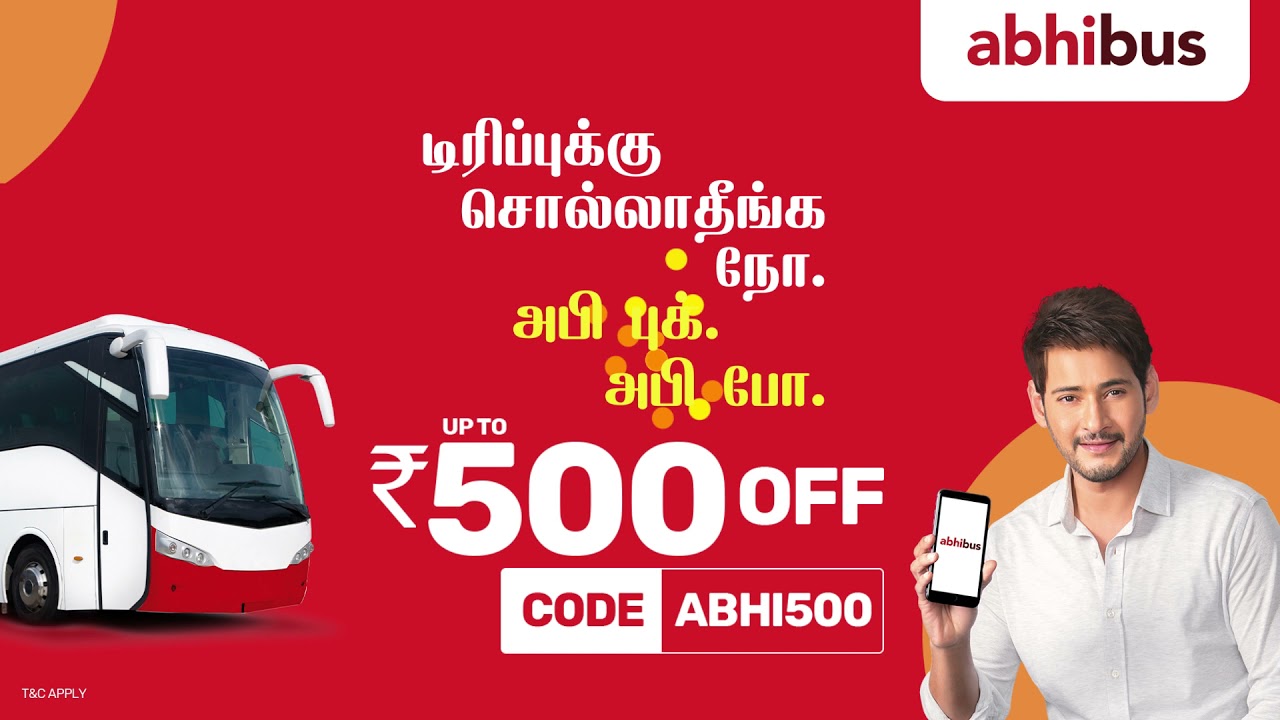 abhibus
டிரிப்புக்கு
சொல்லாதீங்க
நோ.
அபி புக்.
அபி போ.
UP TO
₹500 OFF
CODE ABHI500
abhibus
T&C APPLY